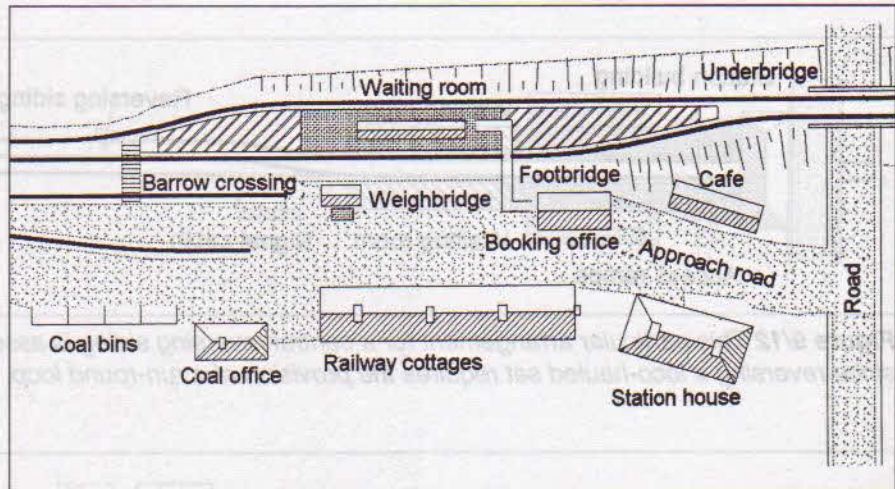 Waiting room
Underbridge
Barrow crossing
Weighbridge
Footbridge
Cafe
Booking office
Approach road
Road
Coal bins
Coal office
Railway cottages
Station house